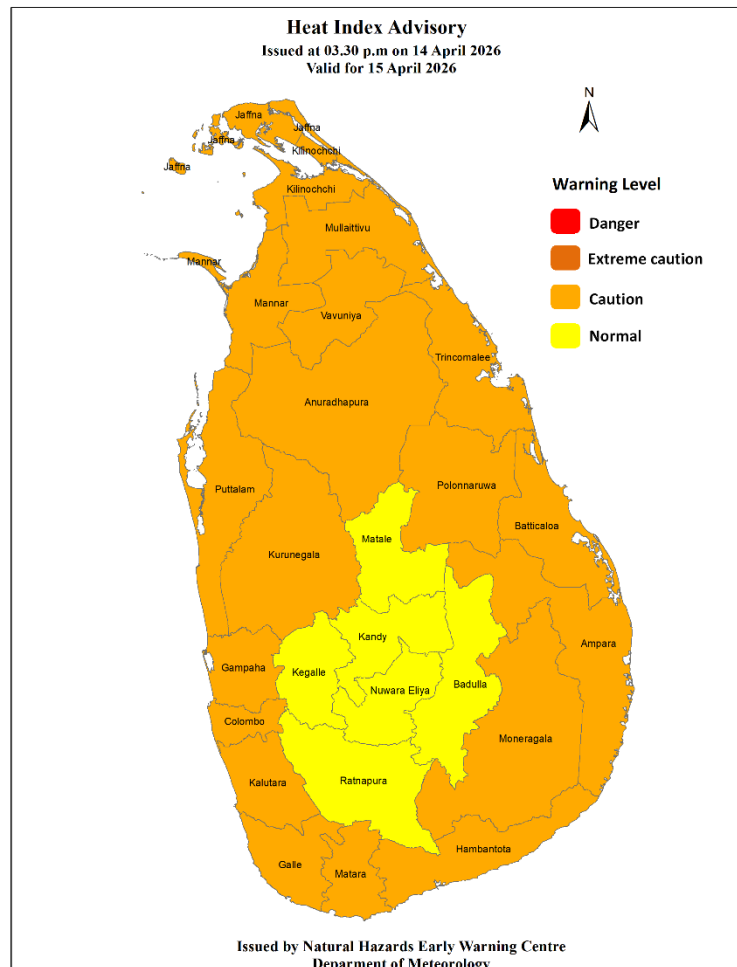 Heat Index Advisory
Issued at 03.30 p.m on 14 April 2026
Valid for 15 April 2026
N
Warning Level
Danger
Extreme caution
Caution
Normal
Jaffna
Jaffna
Jaffna
Kilinochchi
Jaffna
Kilinochchi
Mullaittivu
Mannar
Mannar
Vavuniya
Trincomalee
Anuradhapura
Polonnaruwa
Puttalam
Batticaloa
Matale
Kurunegala
Kandy
Ampara
Gampaha
Kegalle
Nuwara Eliya
Badulla
Colombo
Moneragala
Kalutara
Ratnapura
Hambantota
Galle
Matara
Issued by Natural Hazards Early Warning Centre
Deparment of Meteorology